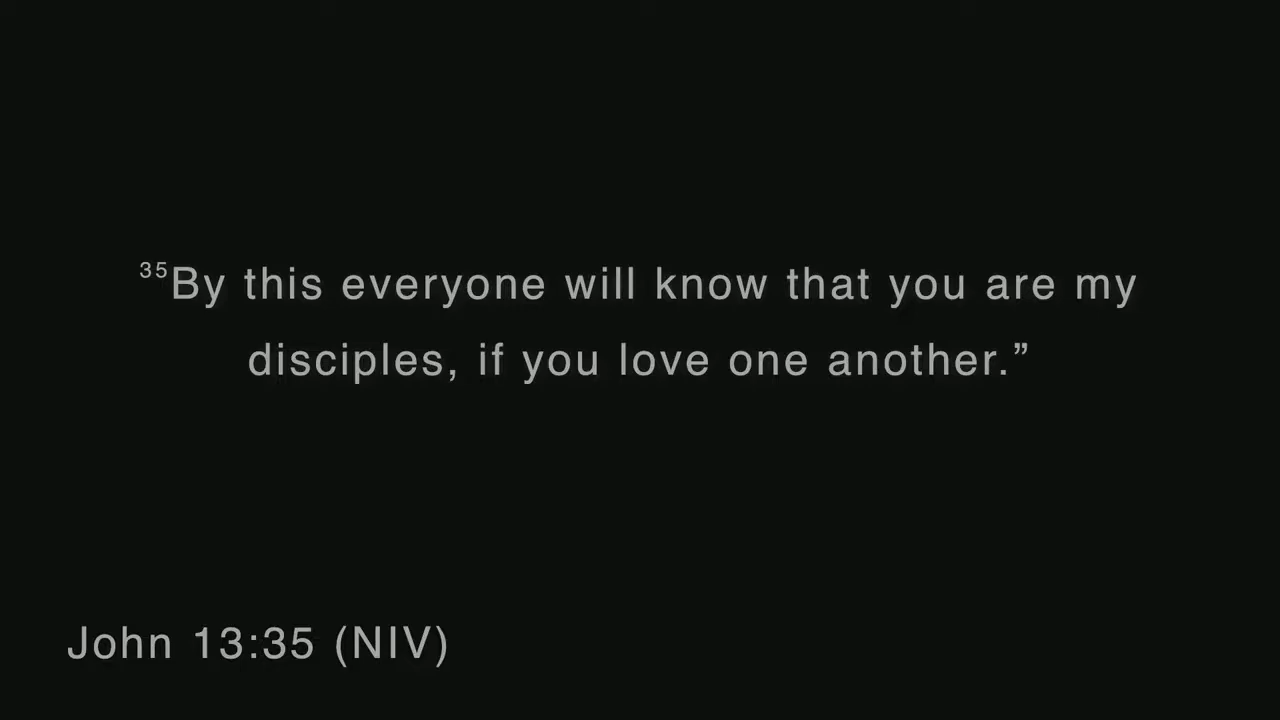 ³⁵By this everyone will know that you are my
disciples, if you love one another.”
John 13:35 (NIV)